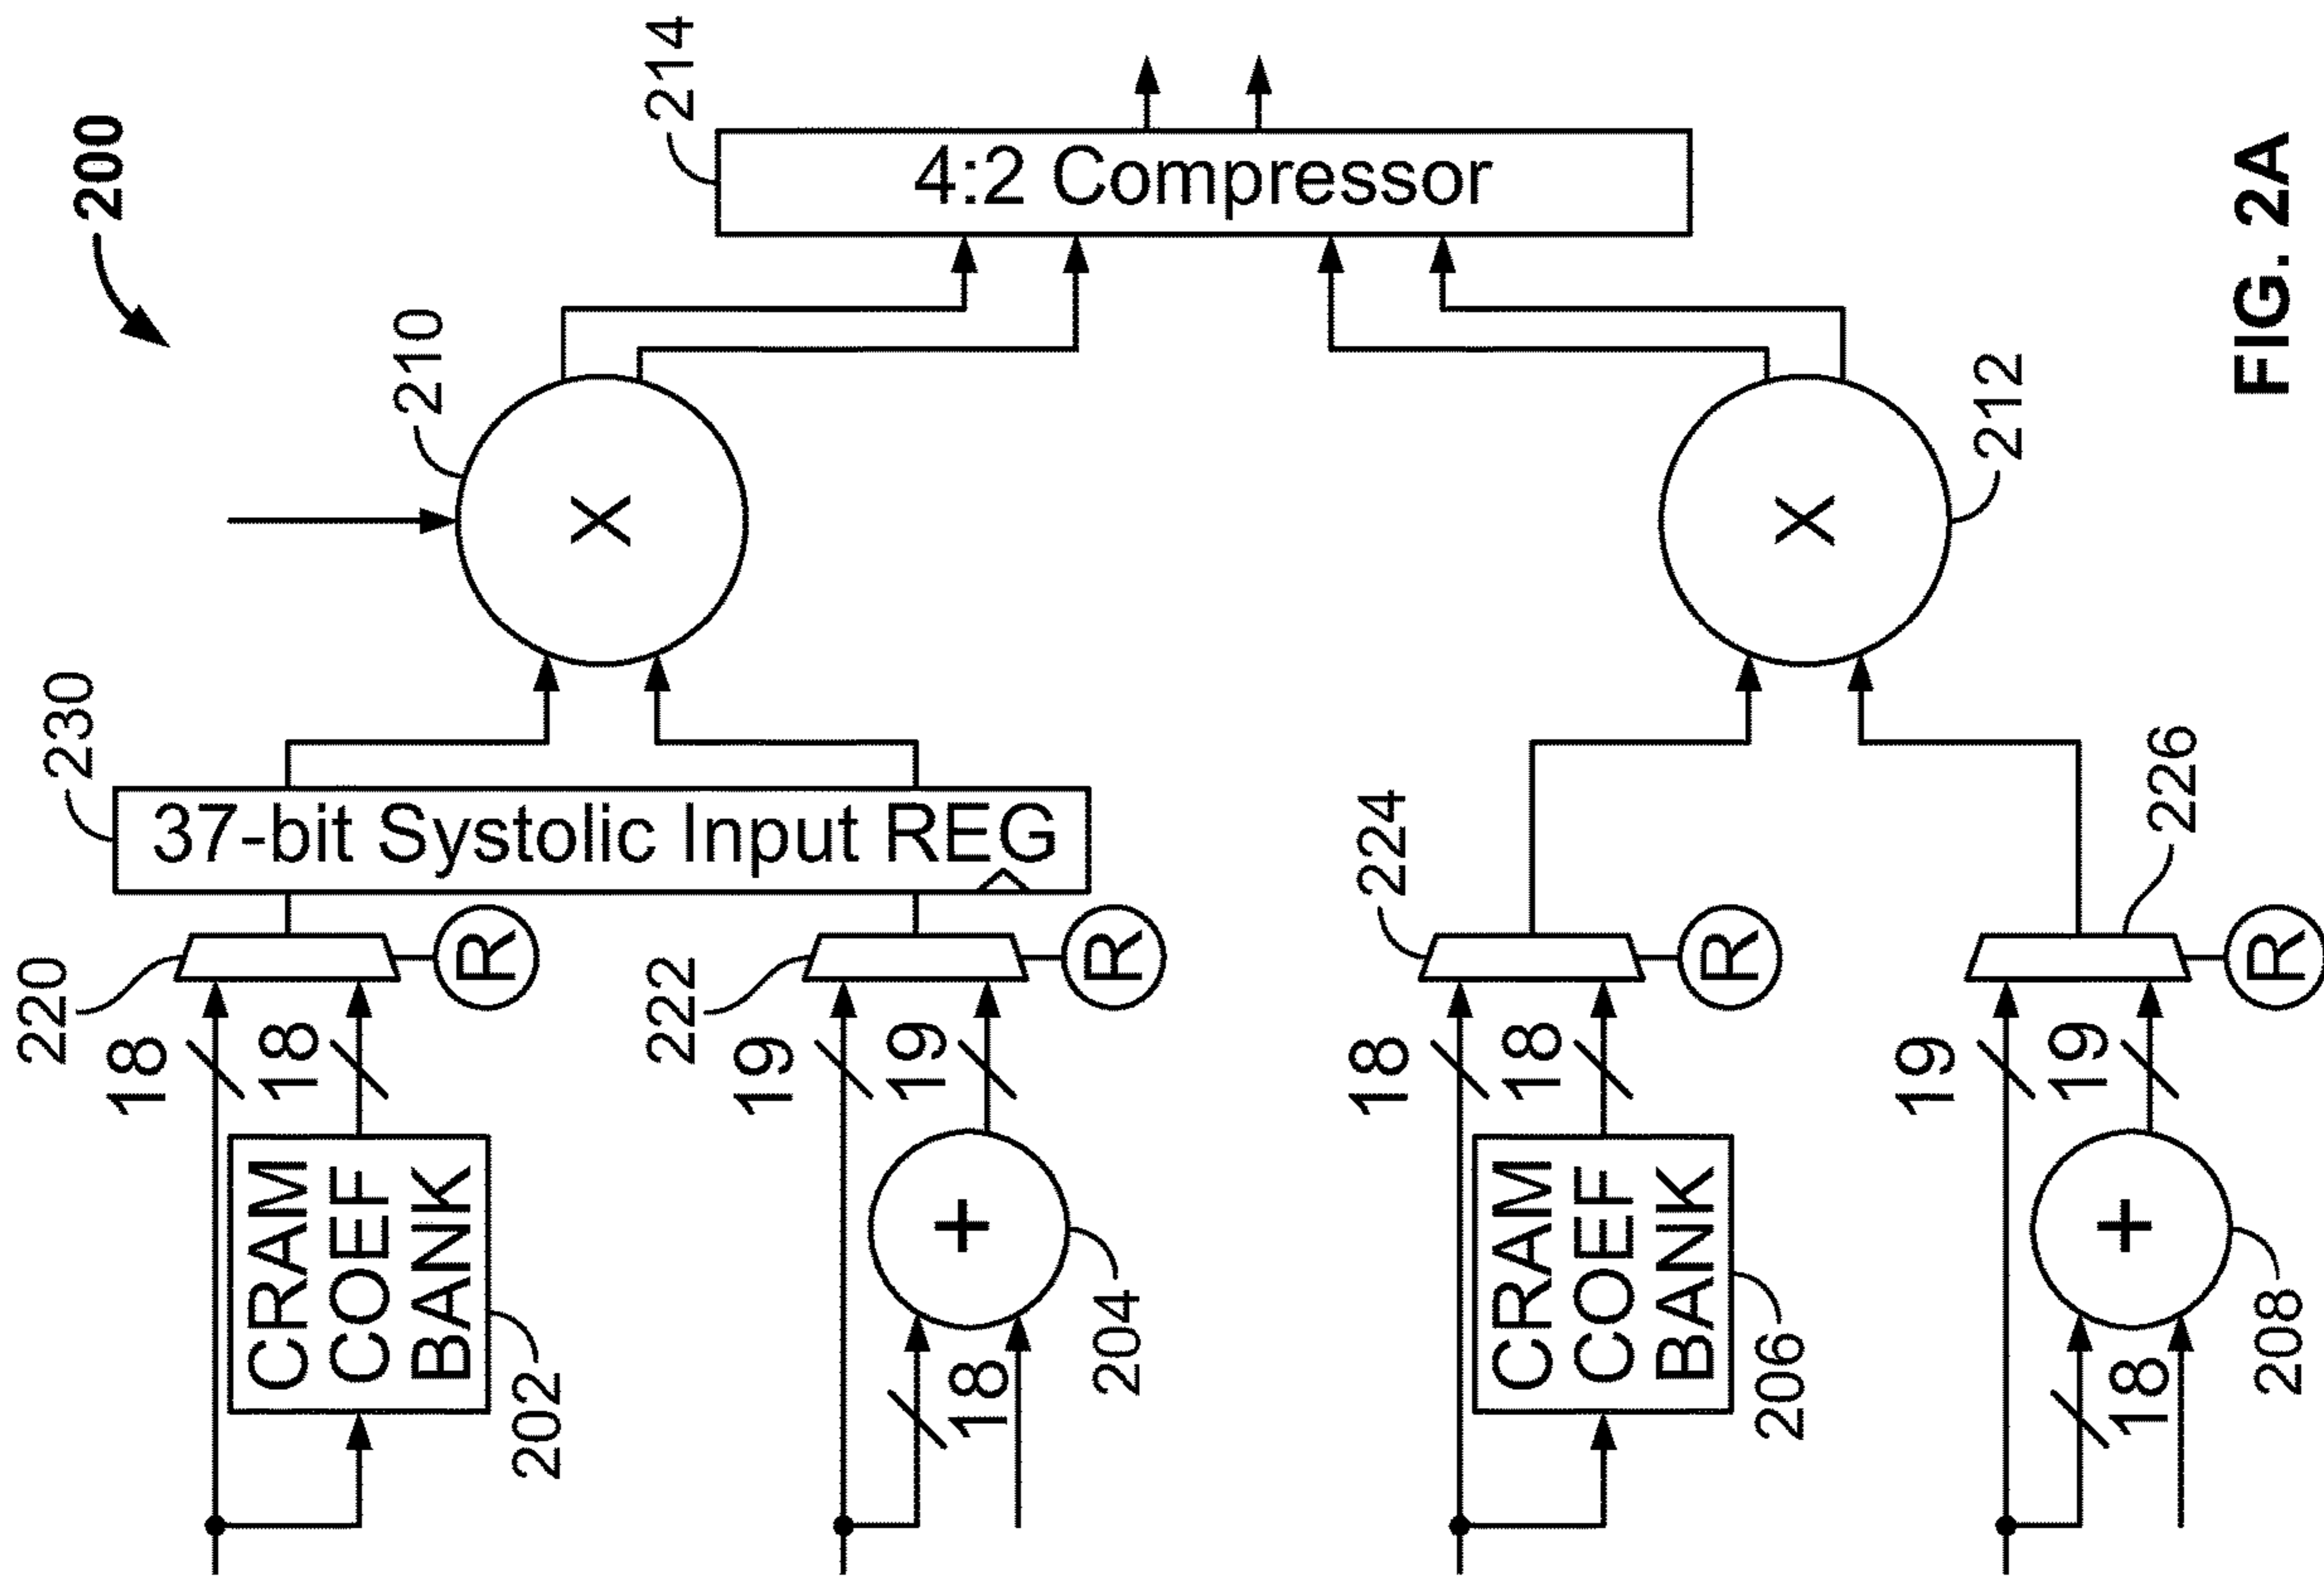 200
214
4:2 Compressor
210
X
230
37-bit Systolic Input REG
220
R
222
R
18
18
19
19
CRAM
COEF
BANK
202
+
204
18
X
212
224
R
226
R
18
18
19
19
CRAM
COEF
BANK
206
+
208
18
FIG. 2A